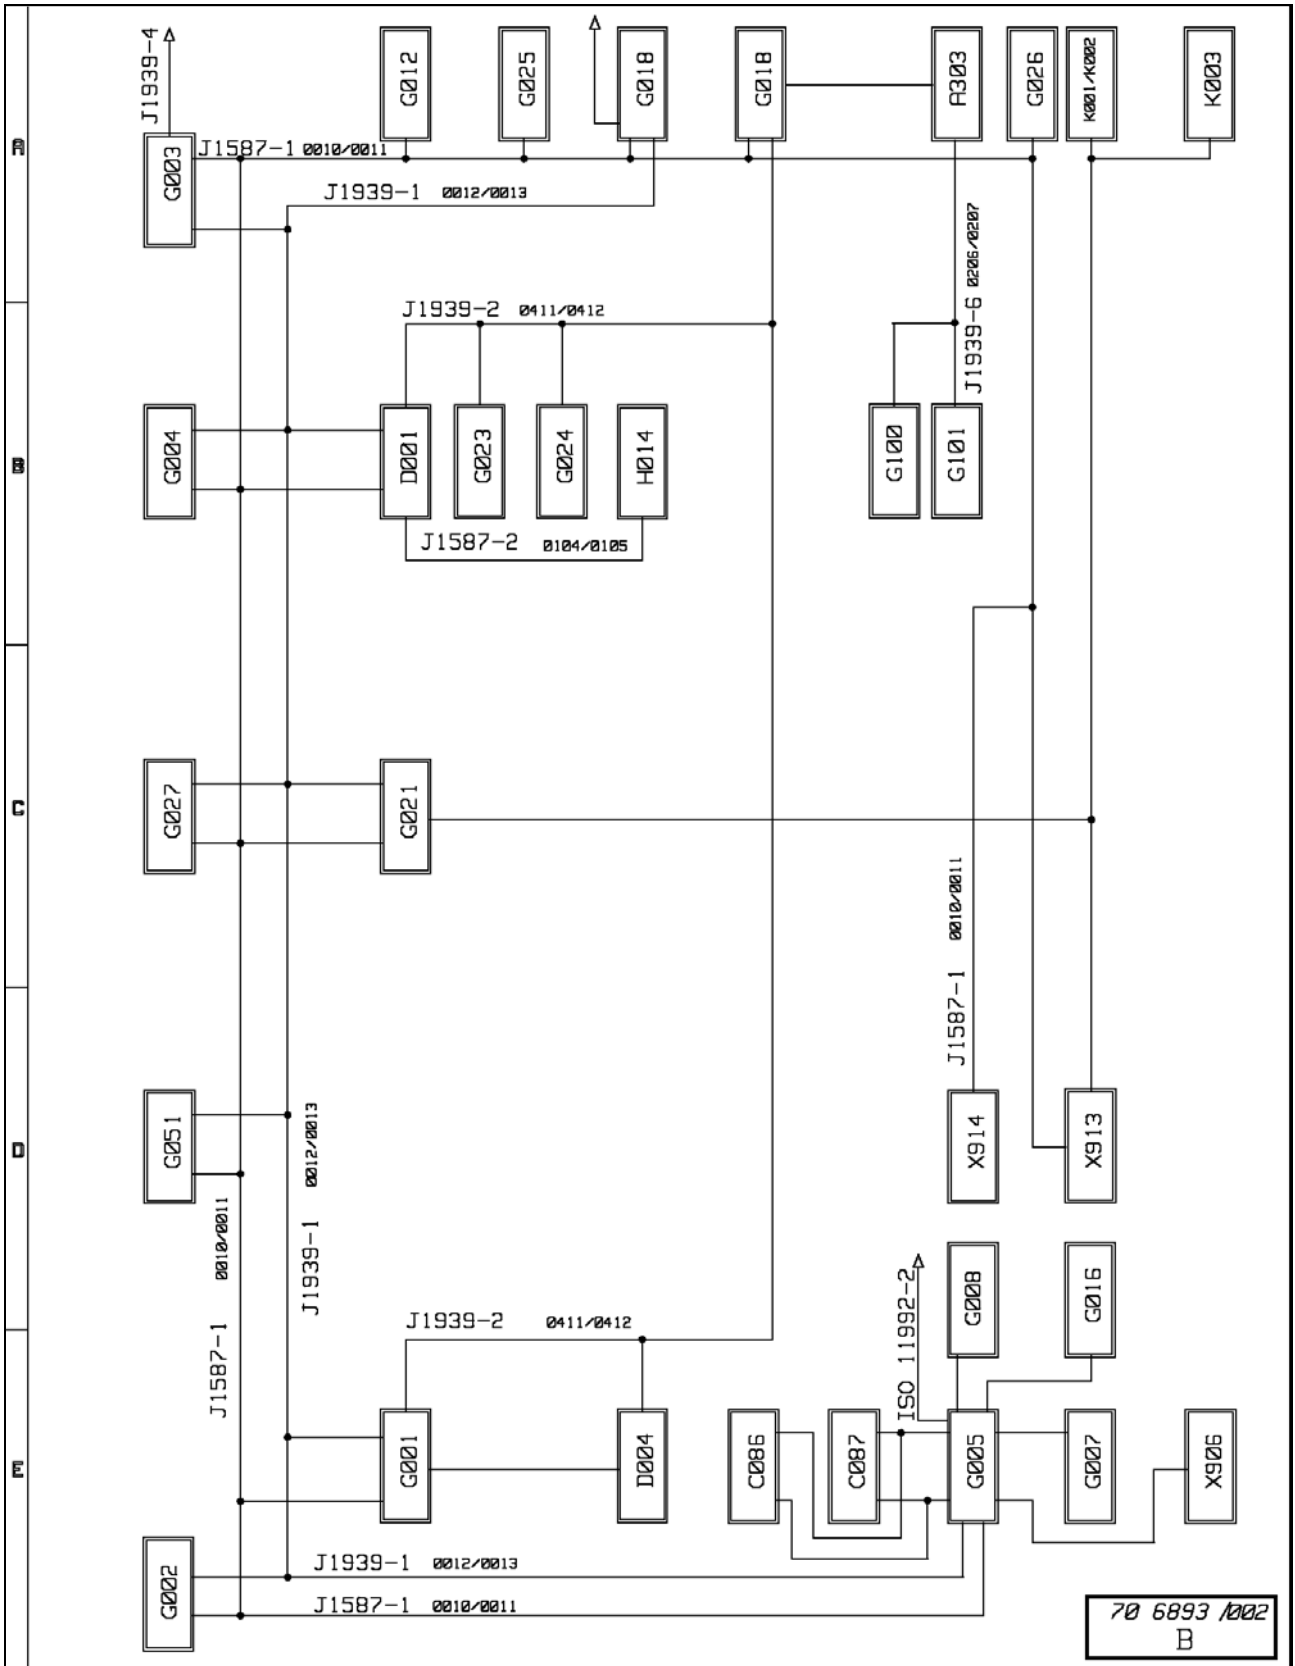 J1939-4
G012
G025
G018
G018
A303
G026
K001/K002
K003
A
G003
J1587-1 0010/0011
J1939-1 0012/0013
J1939-6 0206/0207
J1939-2 0411/0412
B
G004
D001
G023
G024
H014
G100
G101
J1587-2 0104/0105
C
G027
G021
J1587-1 0010/0011
D
G051
X914
X913
J1939-1 0012/0013
J1587-1 0010/0011
ISO 11992-2
G008
G016
J1939-2 0411/0412
E
G001
D004
C086
C087
G005
G007
X906
G002
J1939-1 0012/0013
J1587-1 0010/0011
70 6893 /002
B